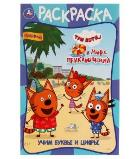 РАСКРАСКА
ТРИ КОТА
и Море
ПРИКЛЮЧЕНИЙ
УЧИМ БУКВЫ И ЦИФРЫ